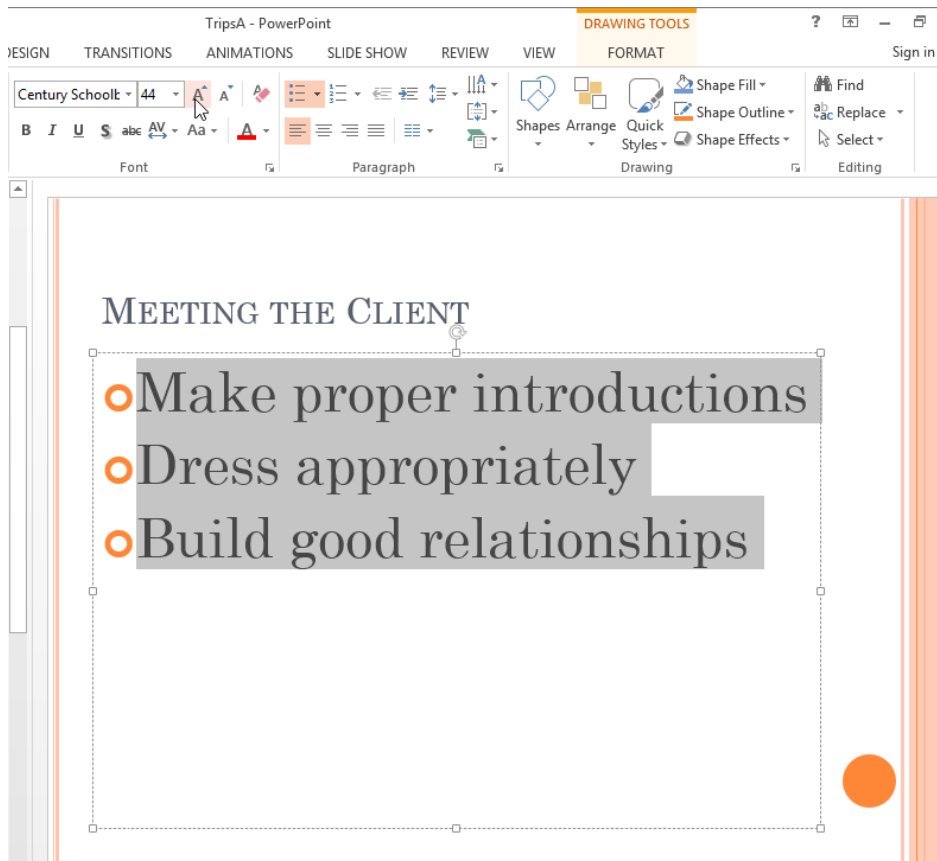 TripsA - PowerPoint
DRAWING TOOLS
?
ESIGN TRANSITIONS ANIMATIONS SLIDE SHOW REVIEW VIEW FORMAT Sign in
Century Schoolb 44 A A
Shape Fill
Find
Shapes Arrange Quick Styles
Shape Outline
ab ac Replace
B I U S abc AV Aa A
Shape Effects
Select
Font Paragraph Drawing Editing
MEETING THE CLIENT
Make proper introductions
Dress appropriately
Build good relationships